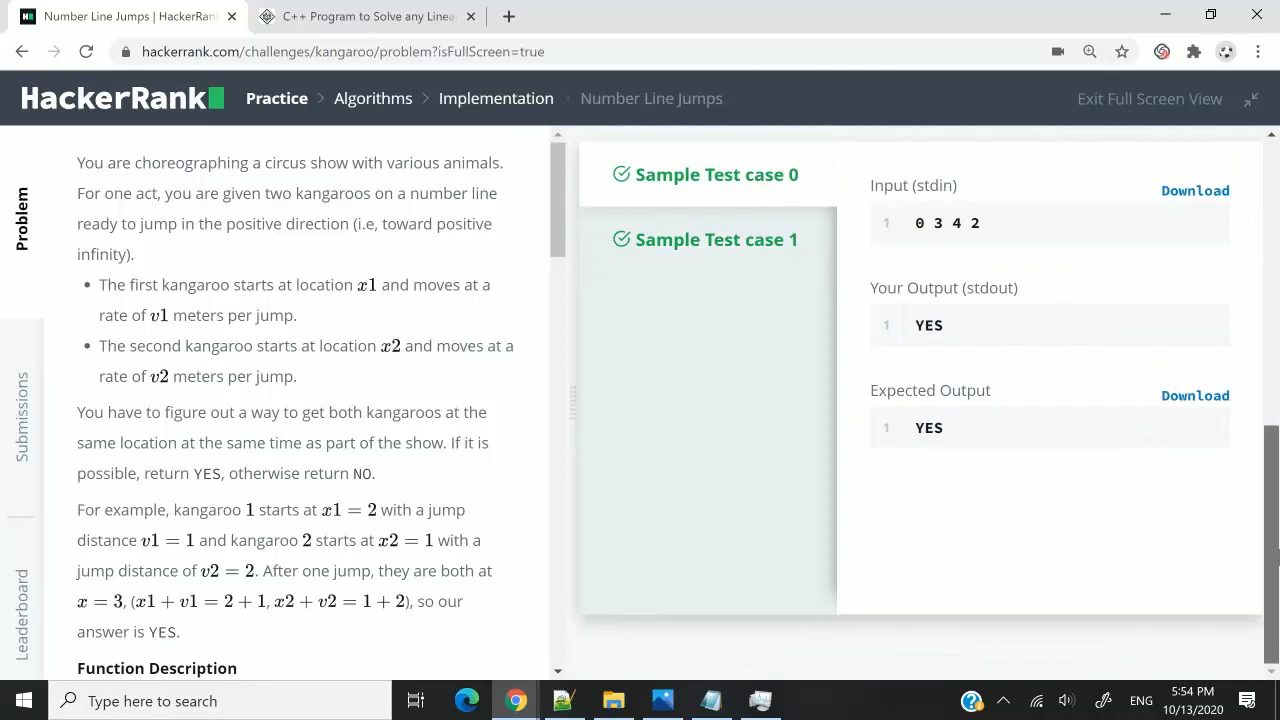 Number Line Jumps | HackerRan
C++ Program to Solve any Linea
hackerrank.com/challenges/kangaroo/problem?isFullScreen=true
HackerRank
Practice > Algorithms > Implementation > Number Line Jumps
Exit Full Screen View
Problem
Submissions
Leaderboard
You are choreographing a circus show with various animals.
For one act, you are given two kangaroos on a number line
ready to jump in the positive direction (i.e, toward positive
infinity).
• The first kangaroo starts at location x1 and moves at a
rate of v1 meters per jump.
• The second kangaroo starts at location x2 and moves at a
rate of v2 meters per jump.
You have to figure out a way to get both kangaroos at the
same location at the same time as part of the show. If it is
possible, return YES, otherwise return NO.
For example, kangaroo 1 starts at x1 = 2 with a jump
distance v1 = 1 and kangaroo 2 starts at x2 = 1 with a
jump distance of v2 = 2. After one jump, they are both at
x = 3, (x1 + v1 = 2 + 1, x2 + v2 = 1 + 2), so our
answer is YES.
Function Description
Sample Test case 0
Sample Test case 1
Input (stdin)
Download
1 0 3 4 2
Your Output (stdout)
1 YES
Expected Output
Download
1 YES
Type here to search
ENG
5:54 PM
10/13/2020